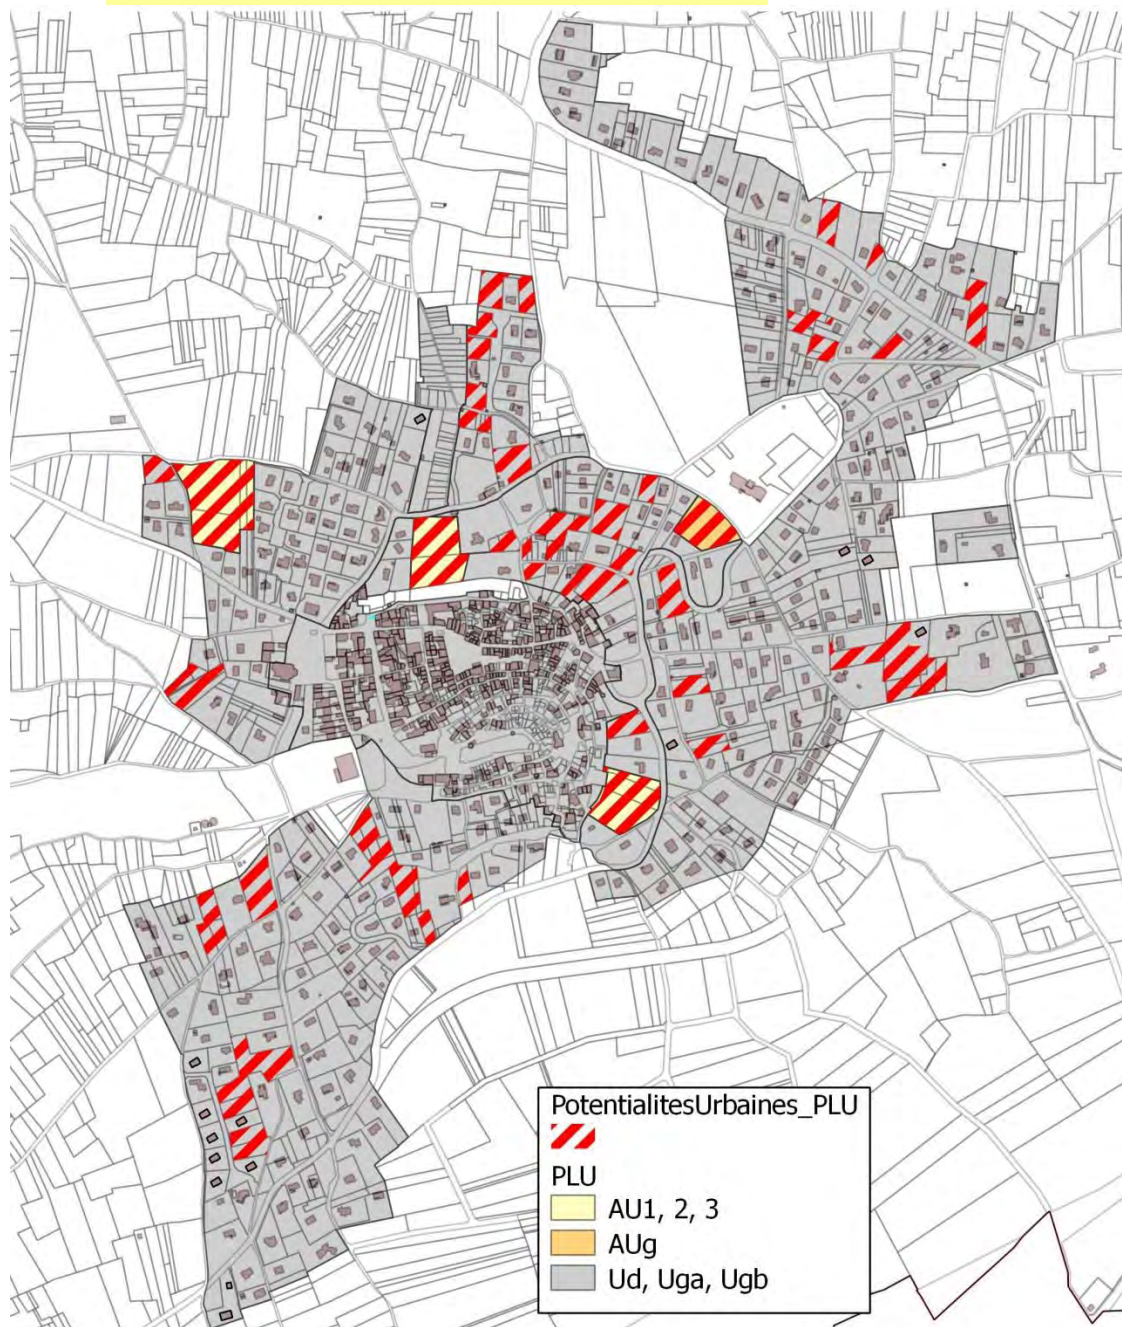 PotentialitesUrbaines_PLU
PLU
AU1, 2, 3
AUg
Ud, Uga, Ugb